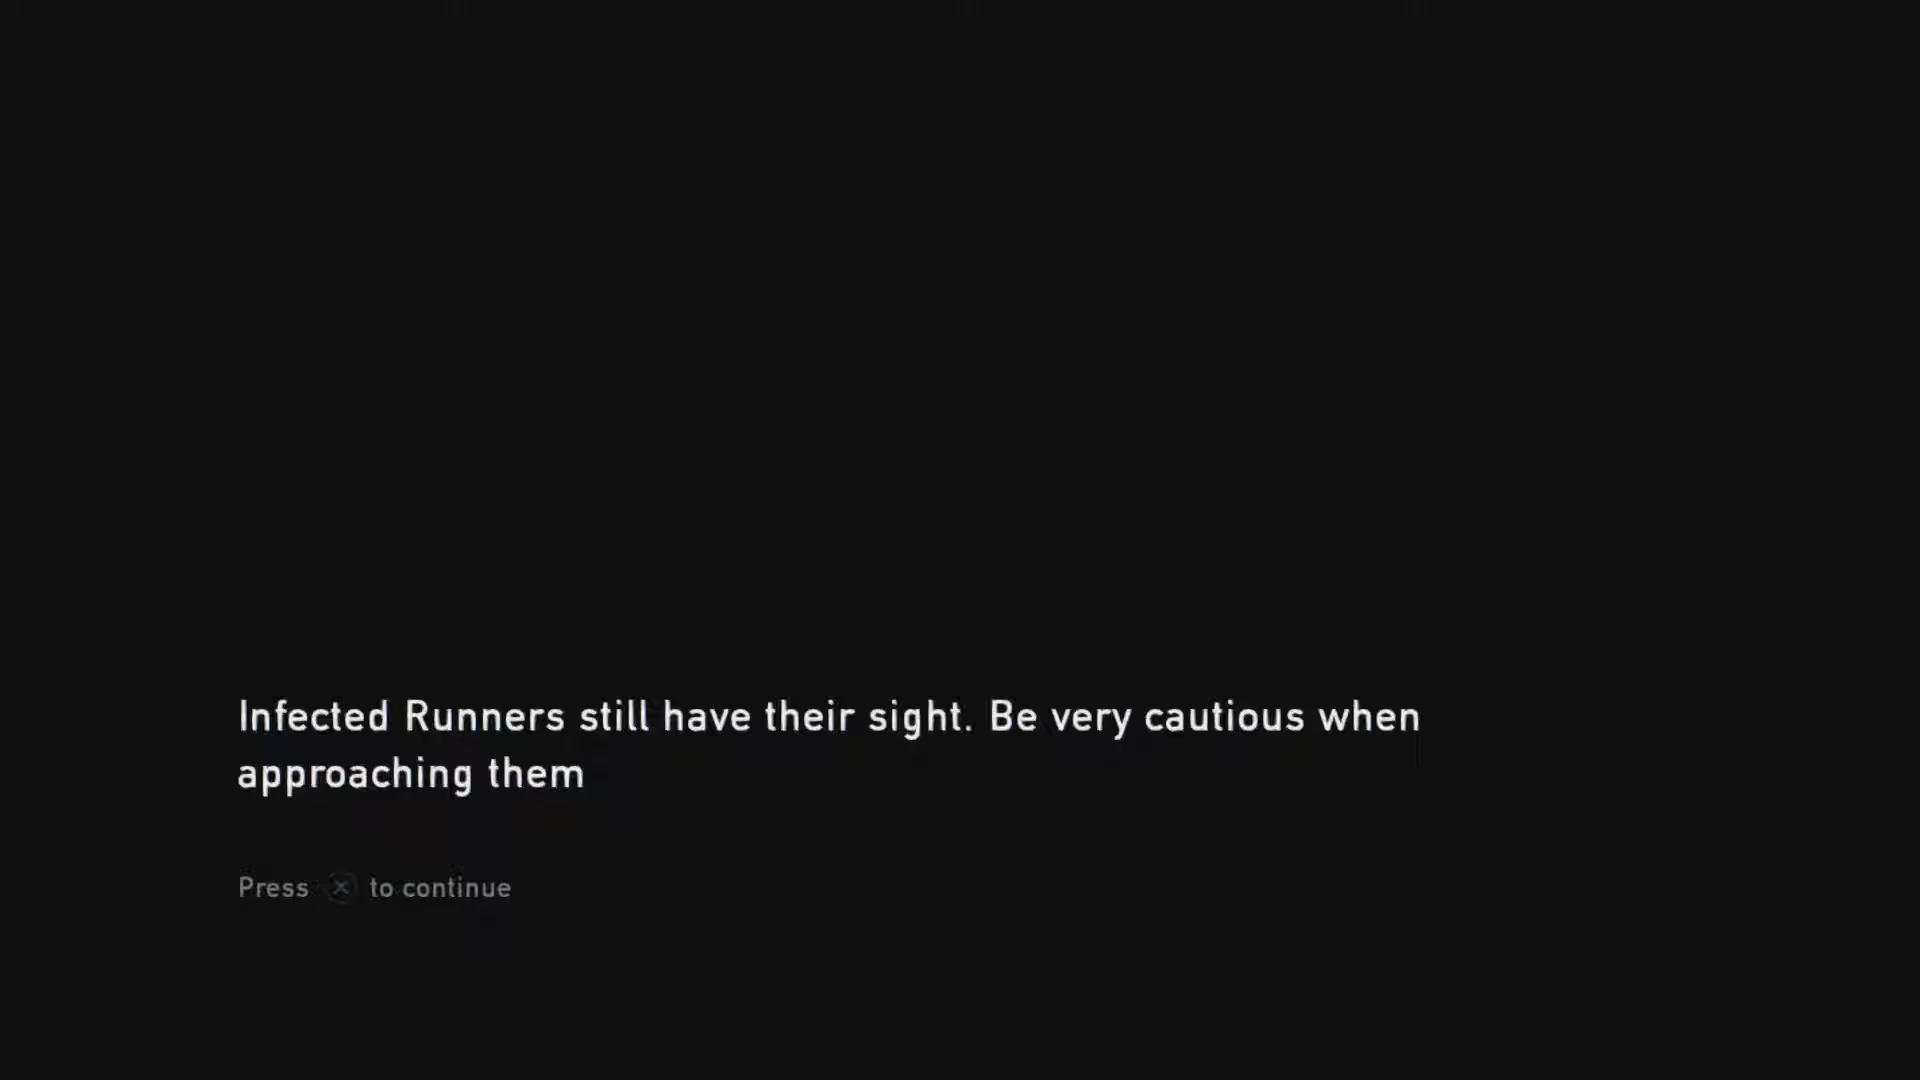 Infected Runners still have their sight. Be very cautious when
approaching them
Press ⓧ to continue